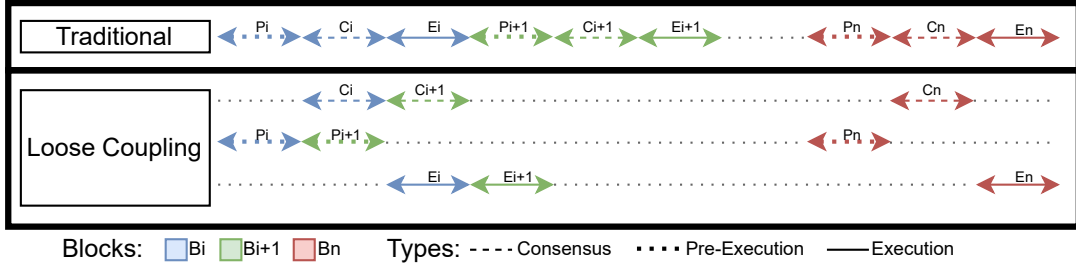 Traditional
Pi Ci Ei Pi+1 Ci+1 Ei+1 Pn Cn En
Loose Coupling
Ci Ci+1 Cn
Pi Pi+1 Pn
Ei Ei+1 En
Blocks: Bi Bi+1 Bn Types: Consensus Pre-Execution Execution